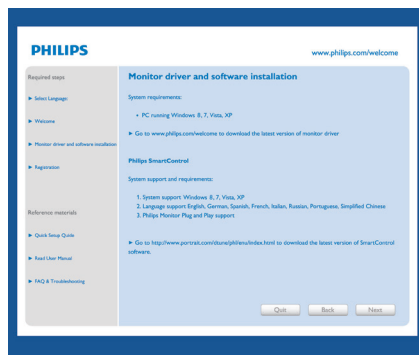 PHILIPS
www.philips.com/welcome
Required steps
► Select Language:
► Welcome
► Monitor driver and software installation
► Registration
Reference materials
► Quick Setup Quide
► Read User Manual
► FAQ & Troubleshooting
Monitor driver and software installation
System requirements:
• PC running Windows 8, 7, Vista, XP
► Go to www.philips.com/welcome to download the latest version of monitor driver
Philips SmartControl
System support and requirements:
1. System support Windows 8, 7, Vista, XP
2. Language support English, German, Spanish, French, Italian, Russian, Portuguese, Simplified Chinese
3. Philips Monitor Plug and Play support
► Go to http://www.portrait.com/dtune/phl/enu/index.html to download the latest version of SmartControl
software.
Quit
Back
Next